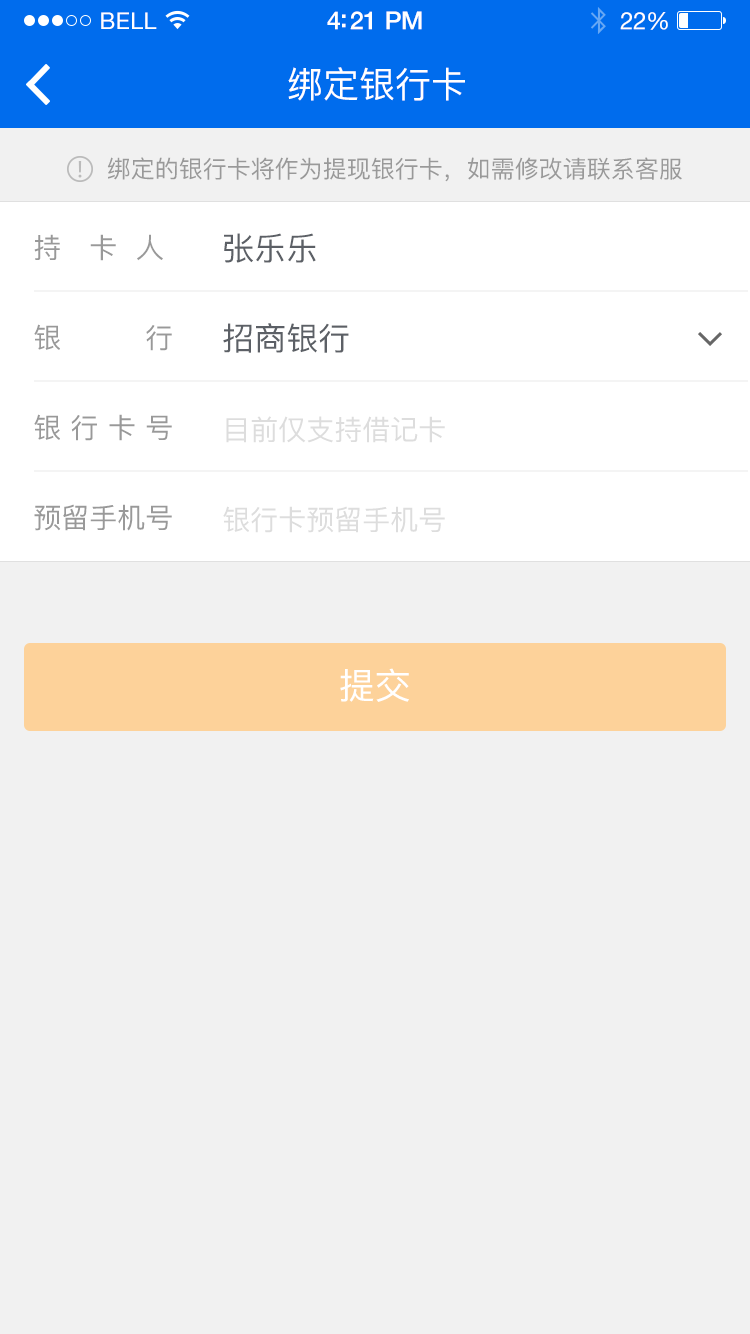 BELL 4:21 PM 22%
绑定银行卡
绑定的银行卡将作为提现银行卡，如需修改请联系客服
持卡人 张乐乐
银行 招商银行
银行卡号 目前仅支持借记卡
预留手机号 银行卡预留手机号
提交